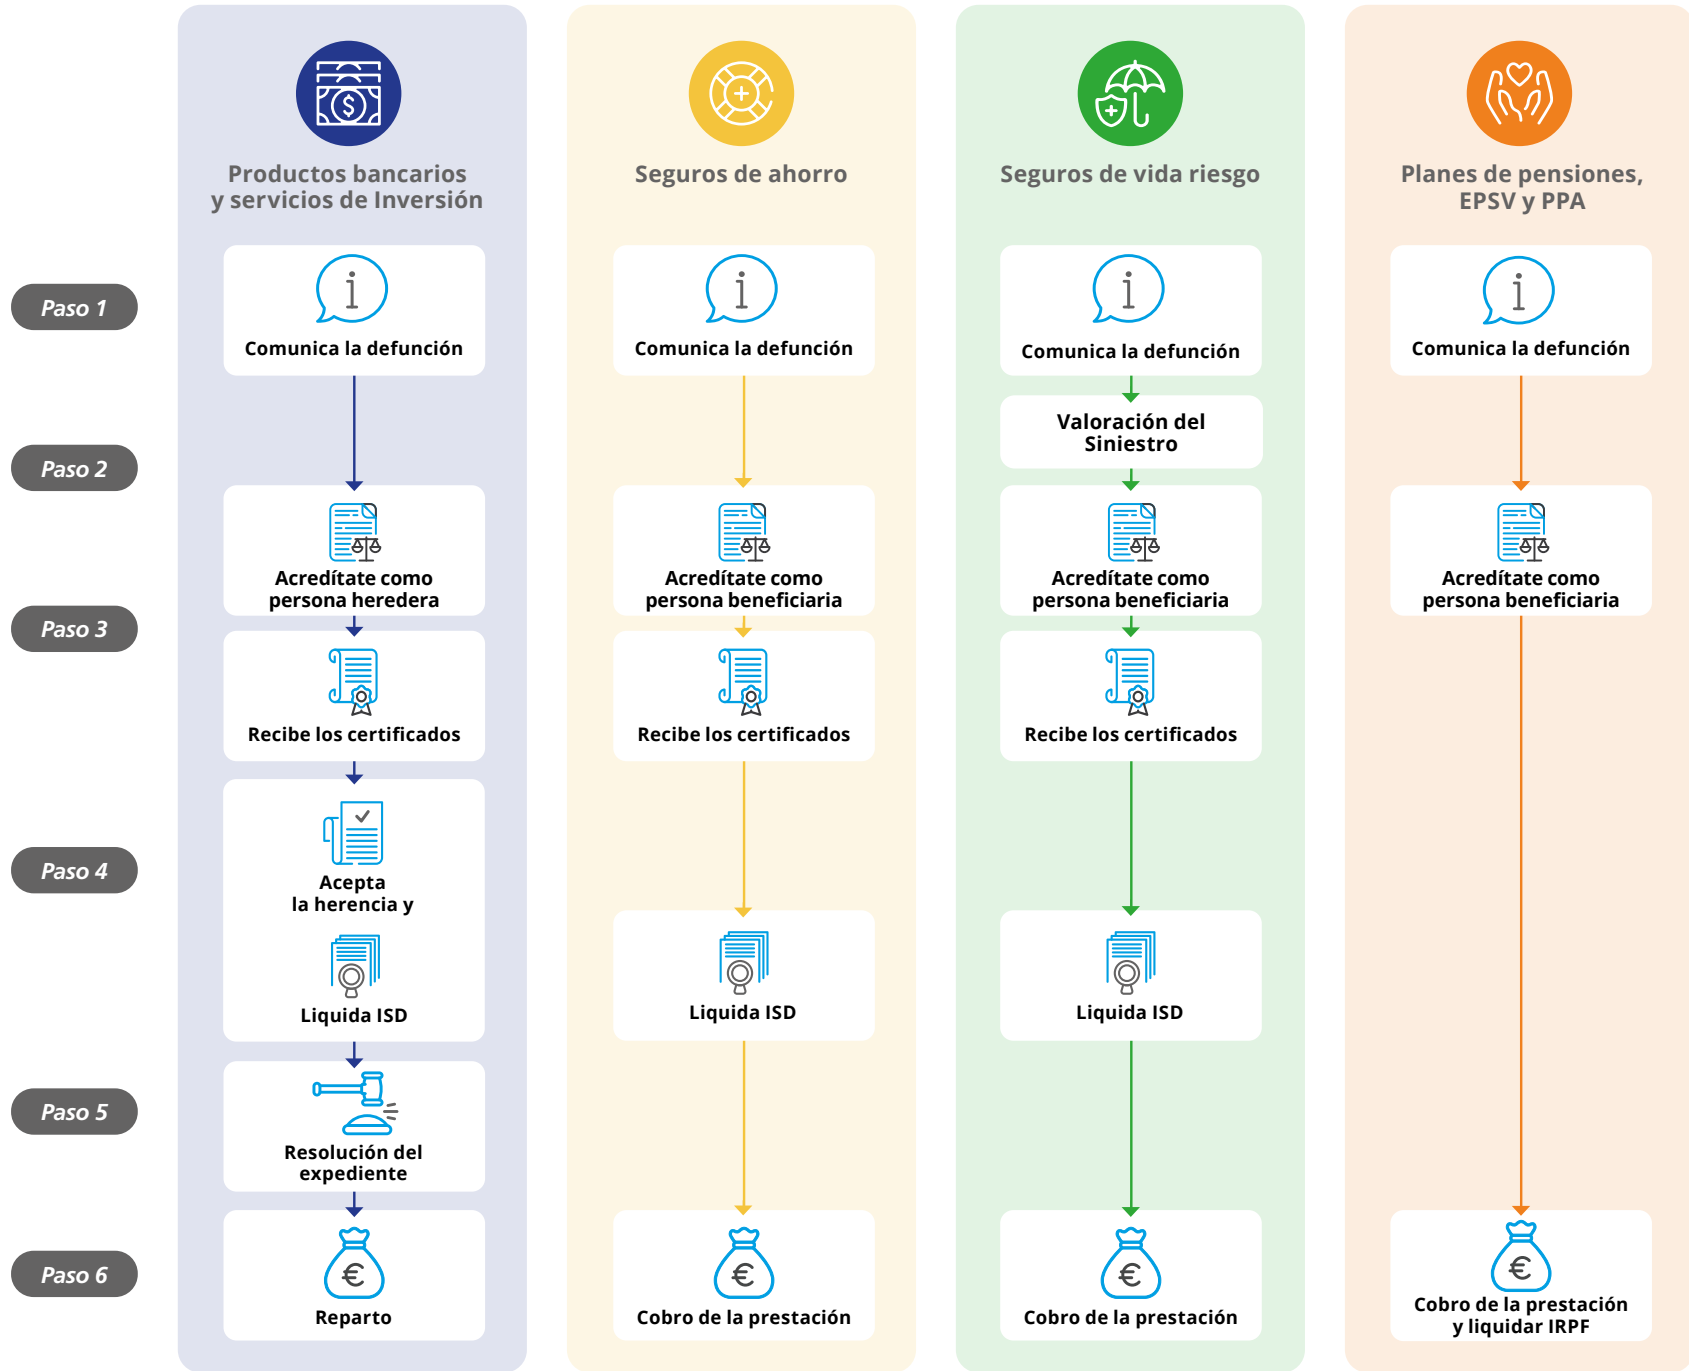 Productos bancarios
y servicios de Inversión
Seguros de ahorro
Seguros de vida riesgo
Planes de pensiones,
EPSV y PPA
Paso 1
Comunica la defunción
Comunica la defunción
Comunica la defunción
Comunica la defunción
Paso 2
Valoración del
Siniestro
Acredítate como
persona heredera
Acredítate como
persona beneficiaria
Acredítate como
persona beneficiaria
Acredítate como
persona beneficiaria
Paso 3
Recibe los certificados
Recibe los certificados
Recibe los certificados
Paso 4
Acepta
la herencia y
Liquida ISD
Liquida ISD
Liquida ISD
Paso 5
Resolución del
expediente
Paso 6
Reparto
Cobro de la prestación
Cobro de la prestación
Cobro de la prestación
y liquidar IRPF